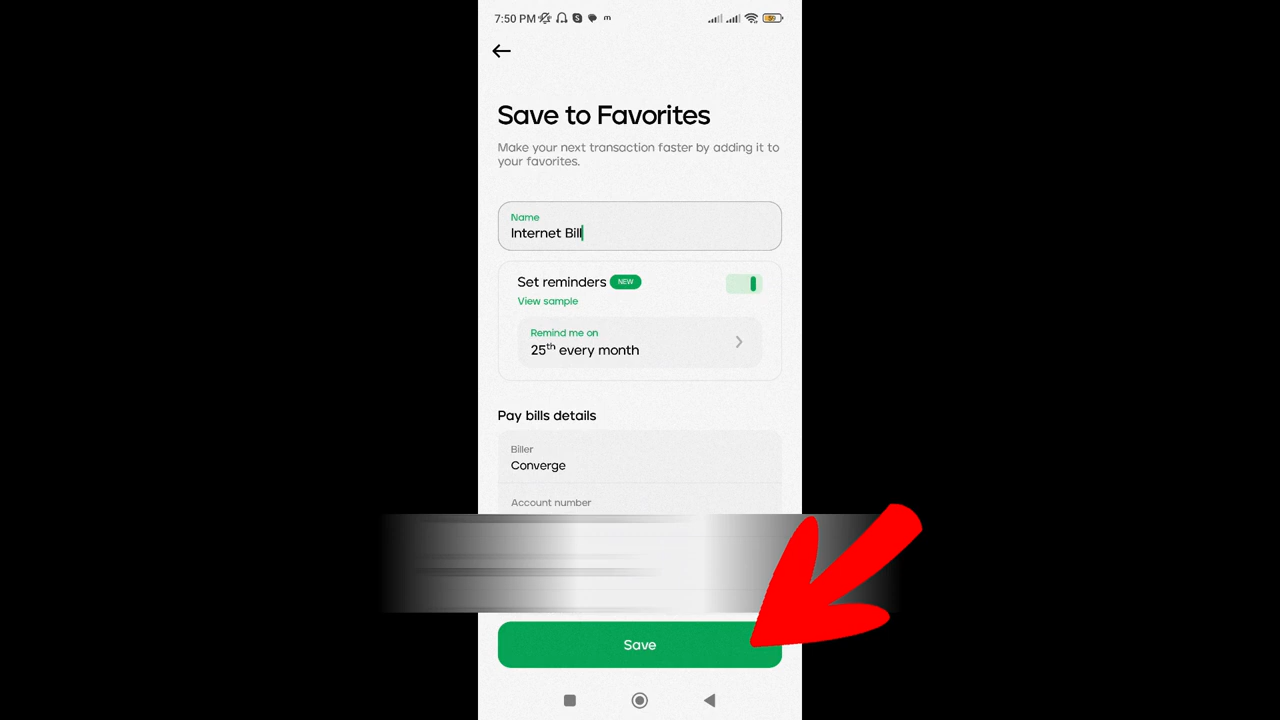 7:50 PM
Save to Favorites
Make your next transaction faster by adding it to
your favorites.
Name
Internet Bill
Set reminders NEW
View sample
Remind me on
25th every month
Pay bills details
Biller
Converge
Account number
Save